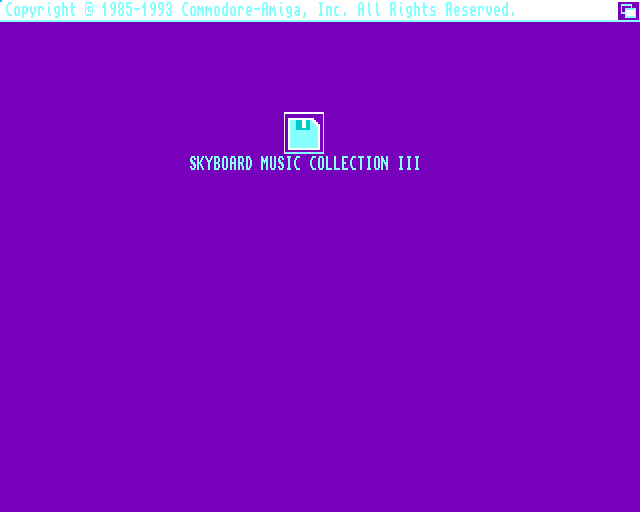 Copyright © 1985-1993 Commodore-Amiga, Inc. All Rights Reserved.
SKYBOARD MUSIC COLLECTION III